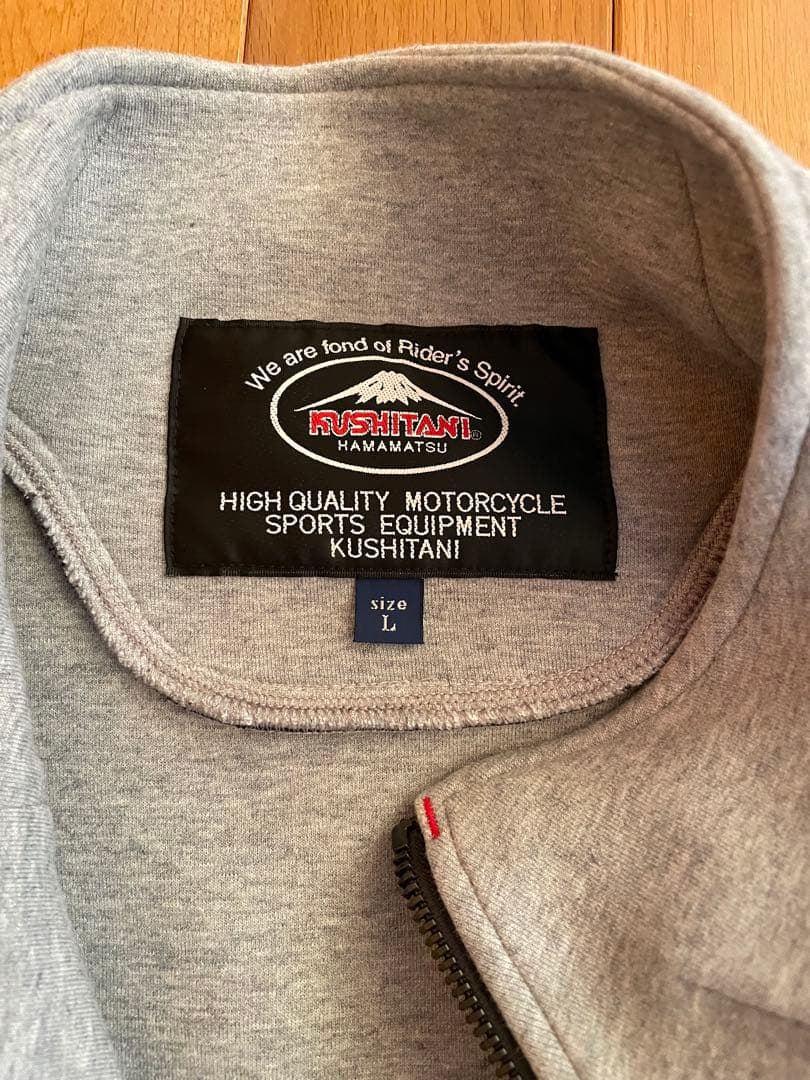 We are fond of Rider's Spirit.
KUSHITANI®
HAMAMATSU
HIGH QUALITY MOTORCYCLE
SPORTS EQUIPMENT
KUSHITANI
size
L